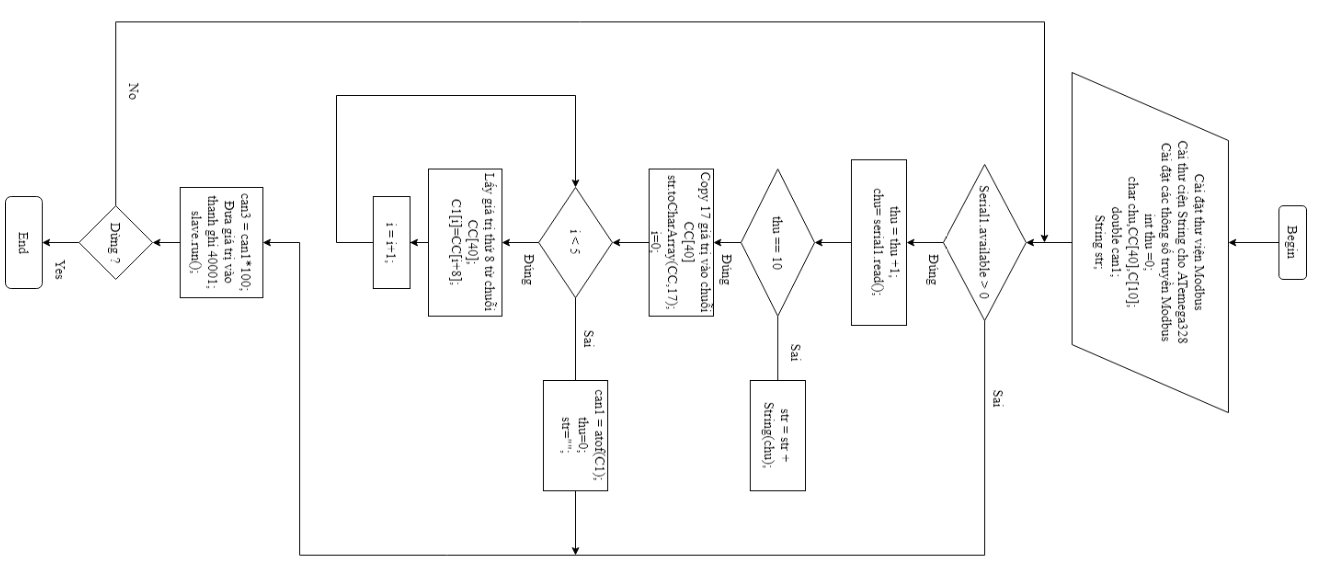 Begin
Cài đặt thư viện Modbus
Cài thư ciện String cho ATemega328
Cài đặt các thông số truyền Modbus
int thu =0;
char chu,CC[40],C[10];
double can1;
String str;
Serial1.available > 0
Đúng
Sai
thu = thu +1;
chu= serial1.read();
thu == 10
Đúng
Sai
str = str +
String(chu);
Copy 17 giá trị vào chuỗi
CC[40]
str.toCharArray(CC,17);
i=0;
i < 5
Đúng
Sai
can1 = atof(C1);
thu=0;
str="";
Lấy giá trị thứ 8 từ chuỗi
CC[40];
C1[i]=CC[i+8];
i = i+1;
can3 = can1*100;
Đưa giá trị vào
thanh ghi 40001;
slave.run();
Dừng ?
No
Yes
End